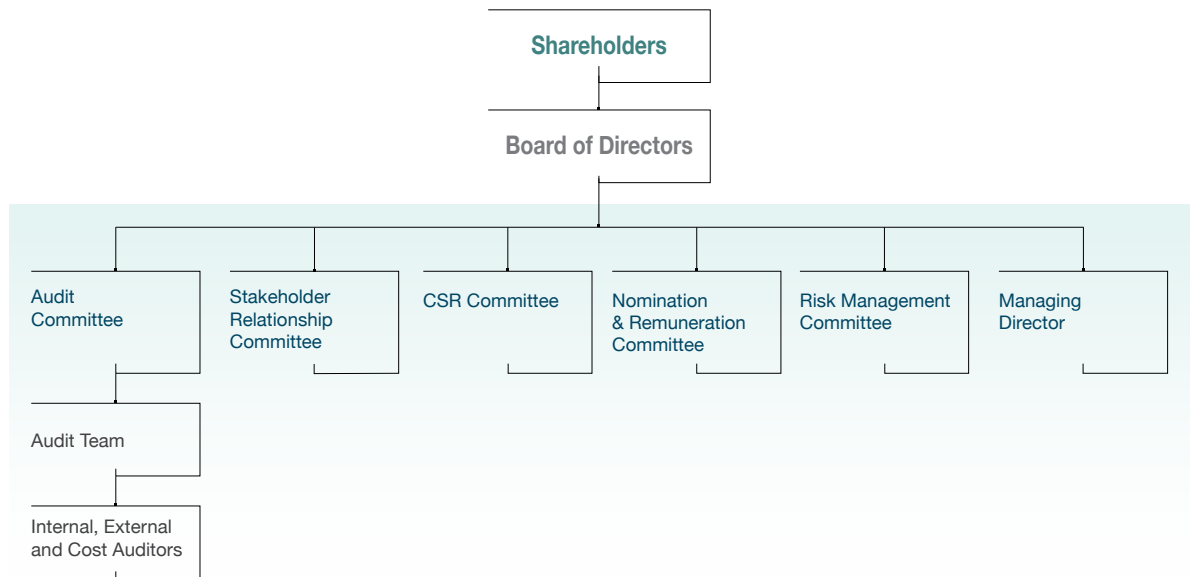 Shareholders
Board of Directors
Audit
Committee
Stakeholder
Relationship
Committee
CSR Committee
Nomination
& Remuneration
Committee
Risk Management
Committee
Managing
Director
Audit Team
Internal, External
and Cost Auditors